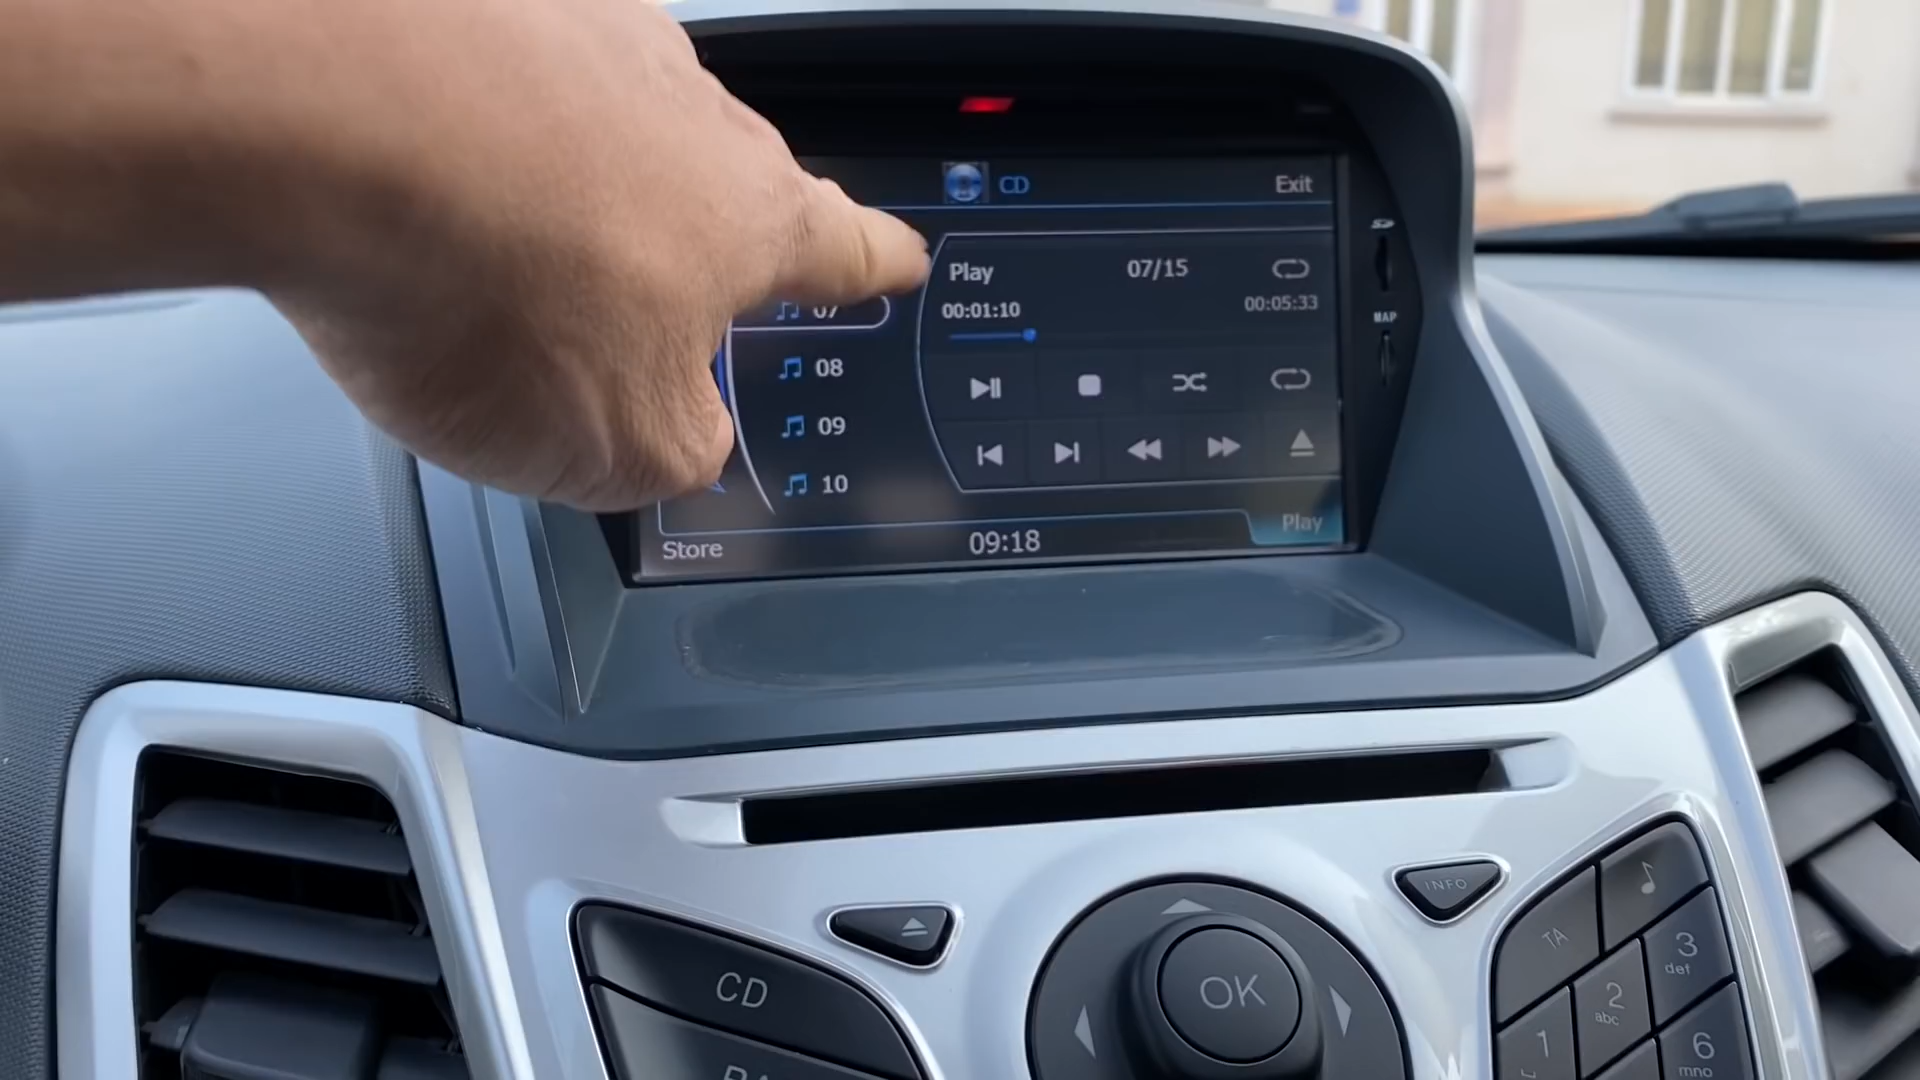 CD
Exit
Play
07/15
00:01:10
00:05:33
07
08
09
10
Store
09:18
Play
MAP
INFO
CD
OK
TA
3
def
2
abc
1
6
mno